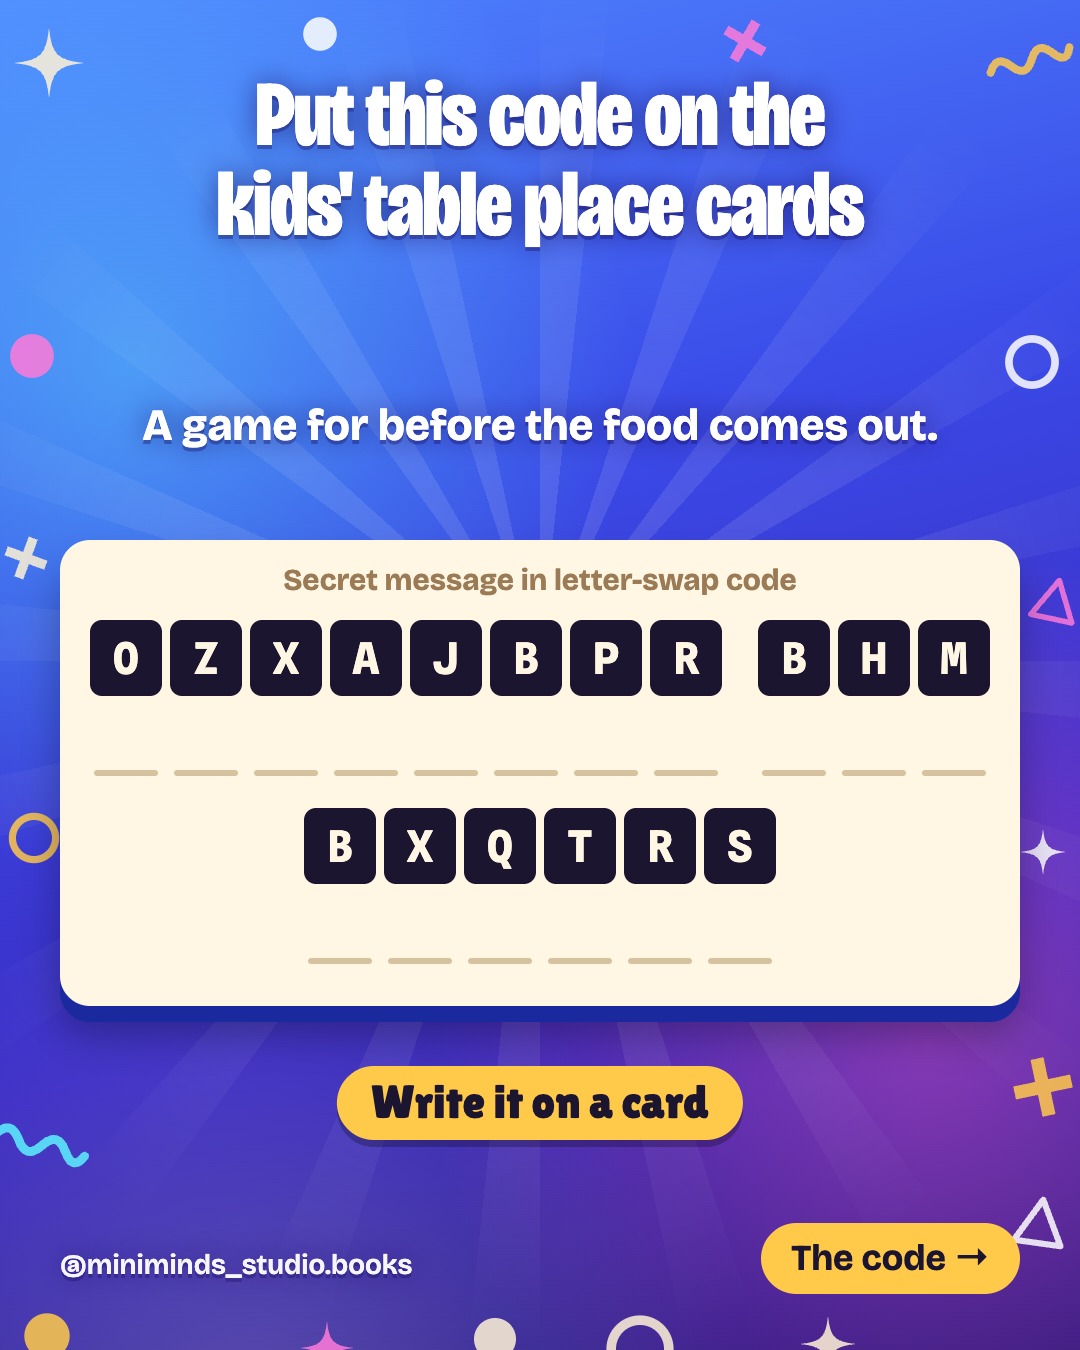 Put this code on the
kids' table place cards
A game for before the food comes out.
Secret message in letter-swap code
OZXAJBPR BHM
BXQTRS
Write it on a card
@miniminds_studio.books
The code →